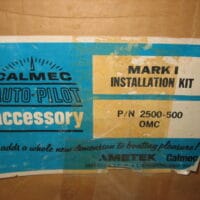 CALMEC
AUTO-PILOT
accessory
MARK I
INSTALLATION KIT
P/N 2500-500
OMC
adds a whole new dimension to boating pleasure!
AMETEK Calmec